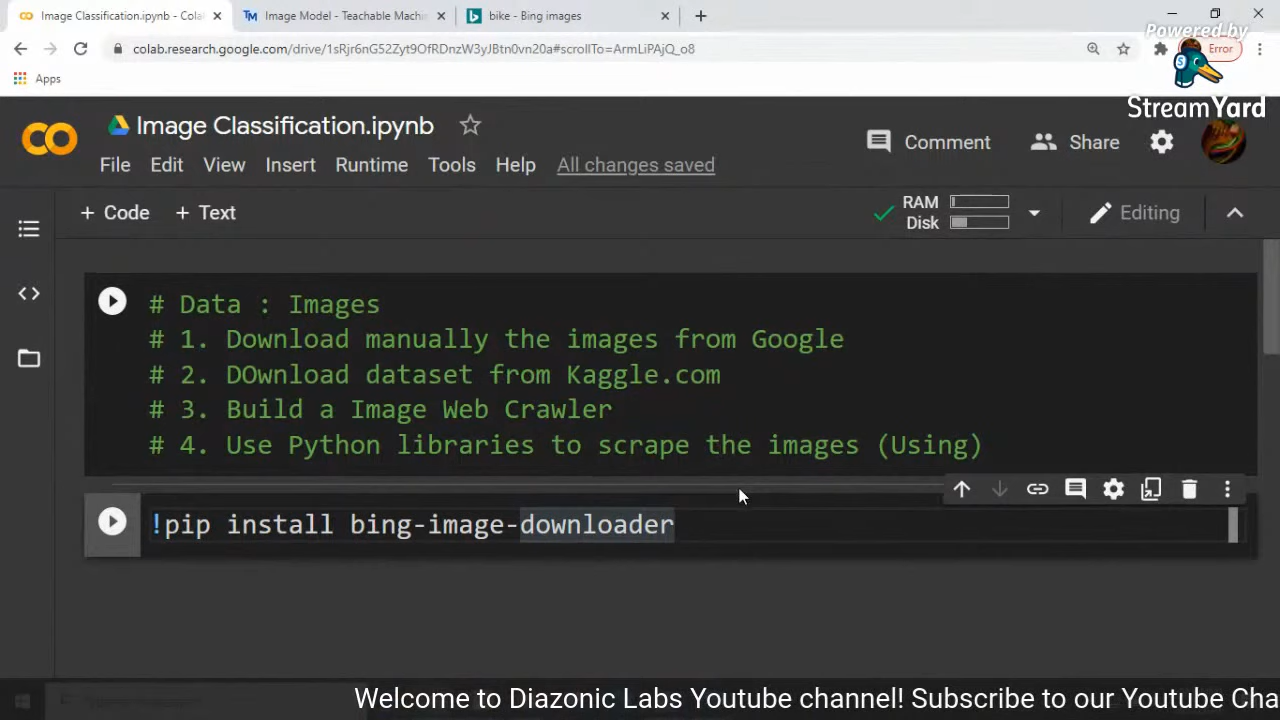 Image Classification.ipynb - Cola
Image Model - Teachable Machi
bike - Bing images
colab.research.google.com/drive/1sRjr6nG52Zyt9OfRDnzW3yJBtn0vn20a#scrollTo=ArmLiPAjQ_o8
Error
Powered by
StreamYard
Apps
Image Classification.ipynb
Comment
Share
File Edit View Insert Runtime Tools Help All changes saved
+ Code + Text
RAM
Disk
Editing
# Data : Images
# 1. Download manually the images from Google
# 2. DOwnload dataset from Kaggle.com
# 3. Build a Image Web Crawler
# 4. Use Python libraries to scrape the images (Using)
!pip install bing-image-downloader
Welcome to Diazonic Labs Youtube channel! Subscribe to our Youtube Cha